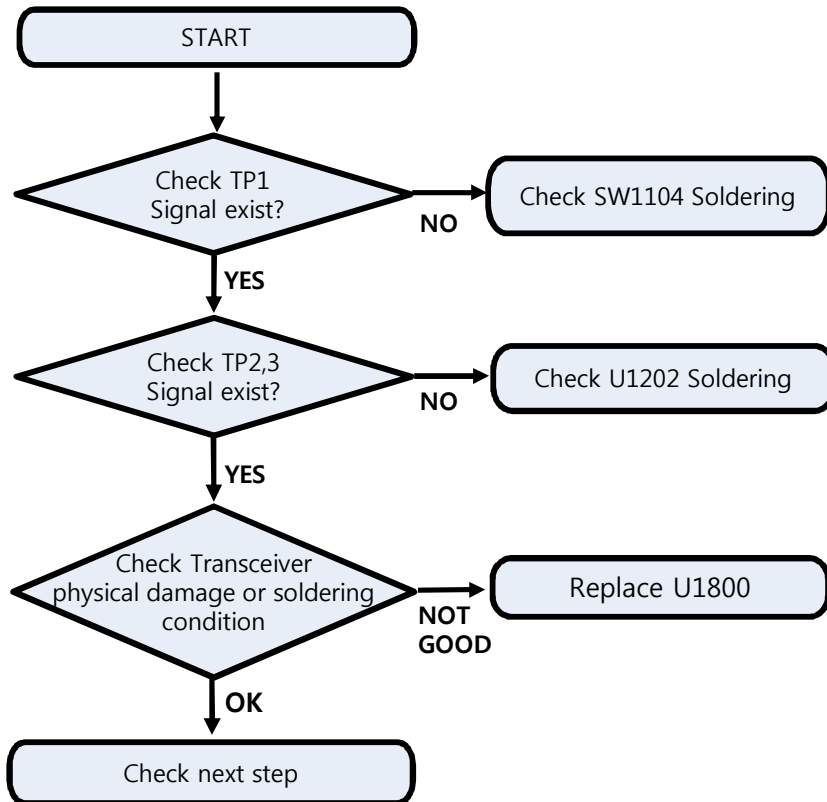 START
Check TP1
Signal exist?
NO
Check SW1104 Soldering
YES
Check TP2,3
Signal exist?
NO
Check U1202 Soldering
YES
Check Transceiver
physical damage or soldering
condition
NOT
GOOD
Replace U1800
OK
Check next step